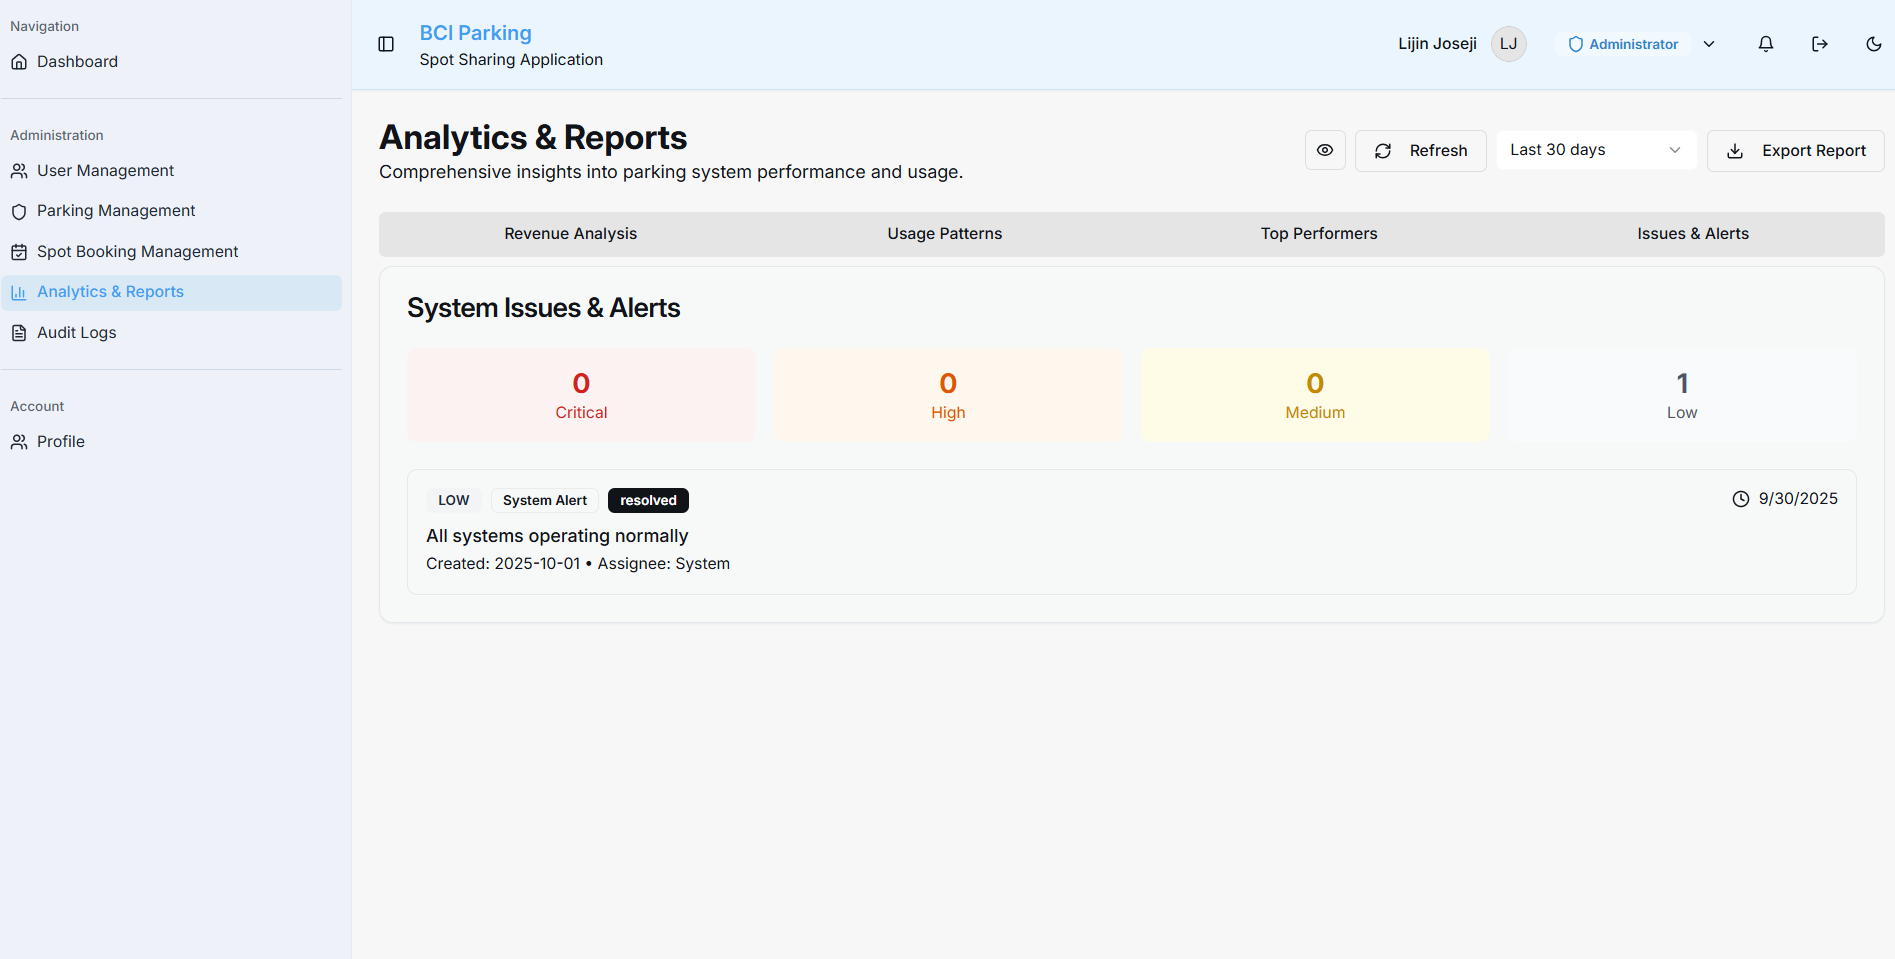 Navigation
Dashboard
Administration
User Management
Parking Management
Spot Booking Management
Analytics & Reports
Audit Logs
Account
Profile
BCI Parking
Spot Sharing Application
Lijin Joseji
LJ
Administrator
Analytics & Reports
Comprehensive insights into parking system performance and usage.
Refresh
Last 30 days
Export Report
Revenue Analysis
Usage Patterns
Top Performers
Issues & Alerts
System Issues & Alerts
0
Critical
0
High
0
Medium
1
Low
LOW
System Alert
resolved
9/30/2025
All systems operating normally
Created: 2025-10-01 • Assignee: System